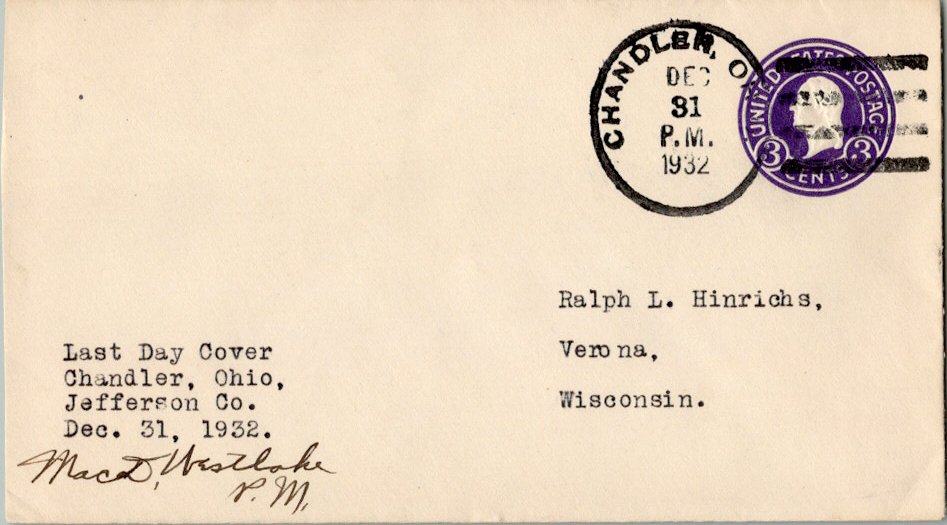 CHANDLER, O.
DEC
31
P.M.
1932
UNITED STATES POSTAGE
3 3
CENTS
Ralph L. Hinrichs,
Verona,
Wisconsin.
Last Day Cover
Chandler, Ohio,
Jefferson Co.
Dec. 31, 1932.
Westlake
P.M.